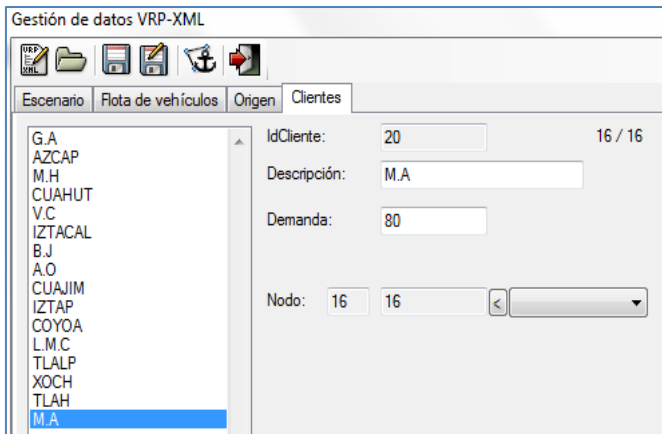 Gestión de datos VRP-XML
VRP
XML
Escenario Flota de vehículos Origen Clientes
G.A
AZCAP
M.H
CUAHUT
V.C
IZTACAL
B.J
A.O
CUAJIM
IZTAP
COYOA
L.M.C
TLALP
XOCH
TLAH
M.A
IdCliente: 20 16 / 16
Descripción: M.A
Demanda: 80
Nodo: 16 16 <